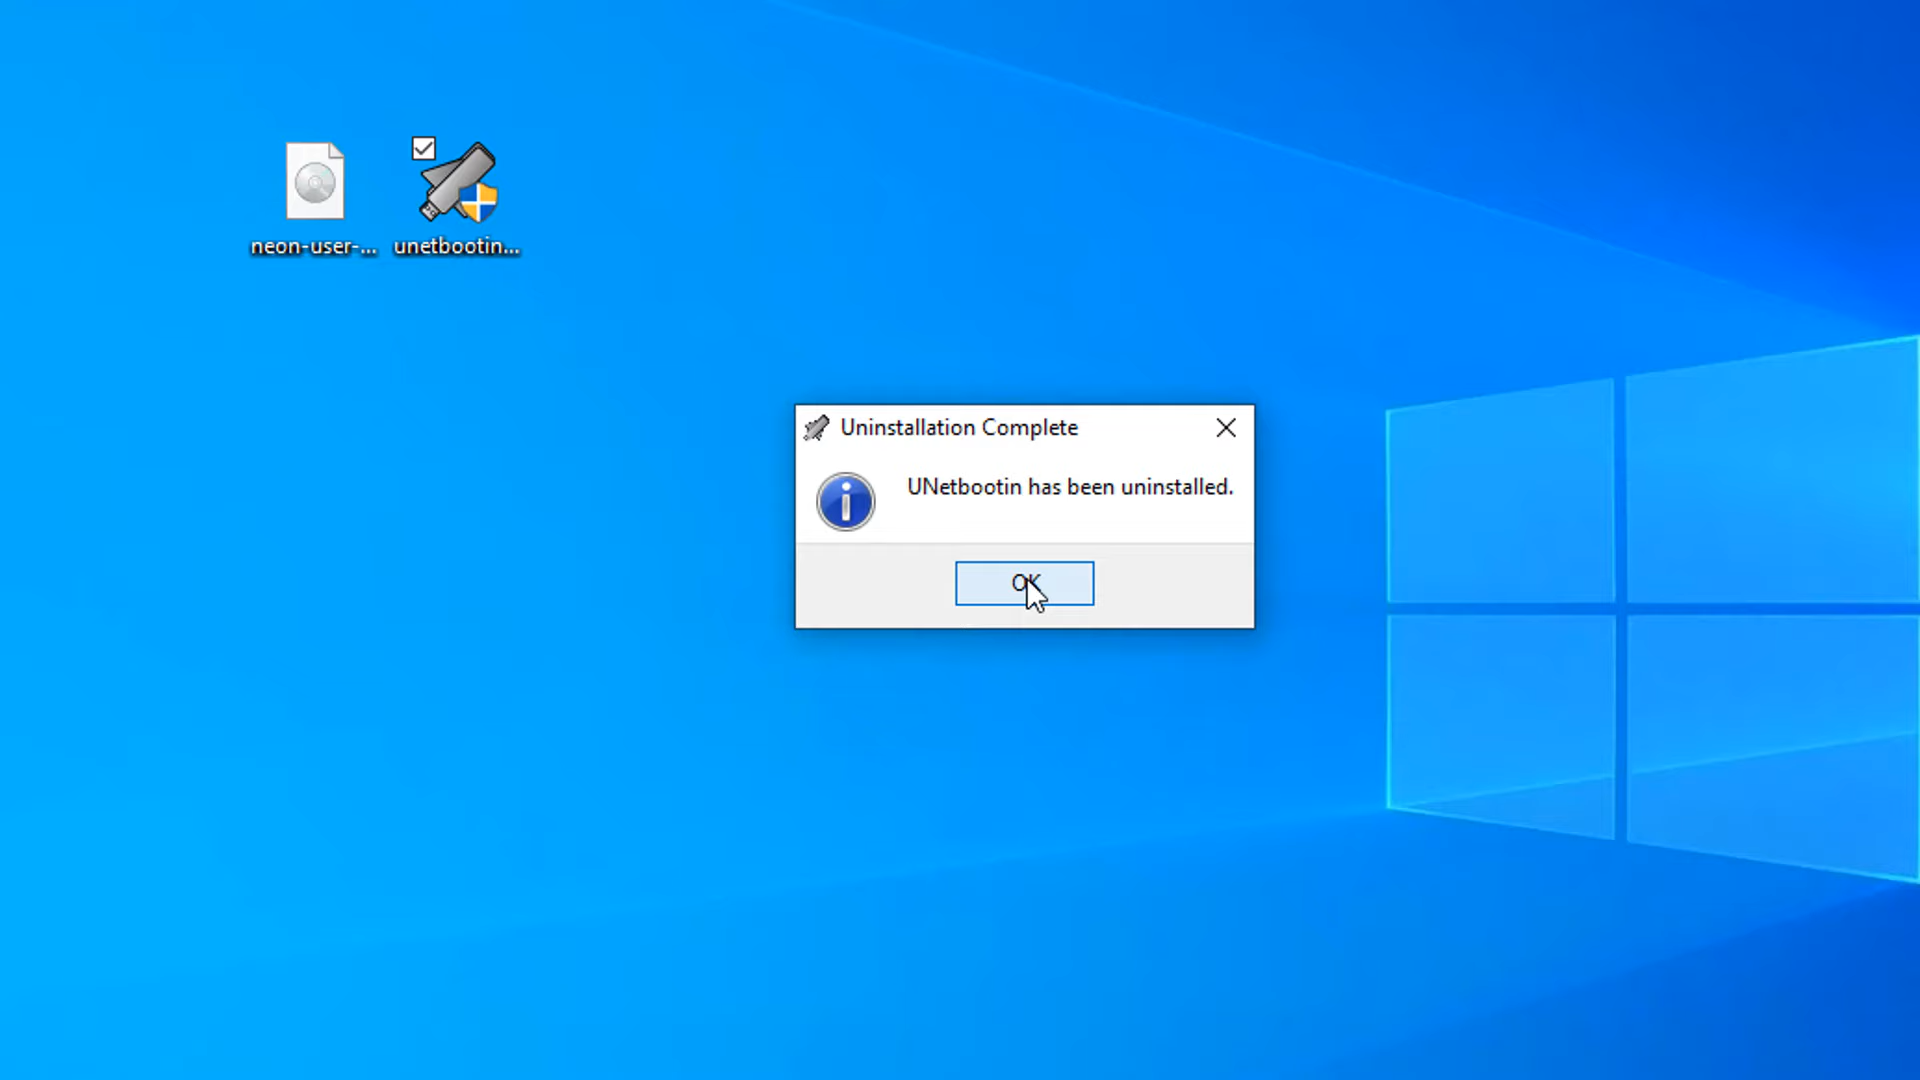 neon-user-...
unetbootin...
Uninstallation Complete
UNetbootin has been uninstalled.
OK